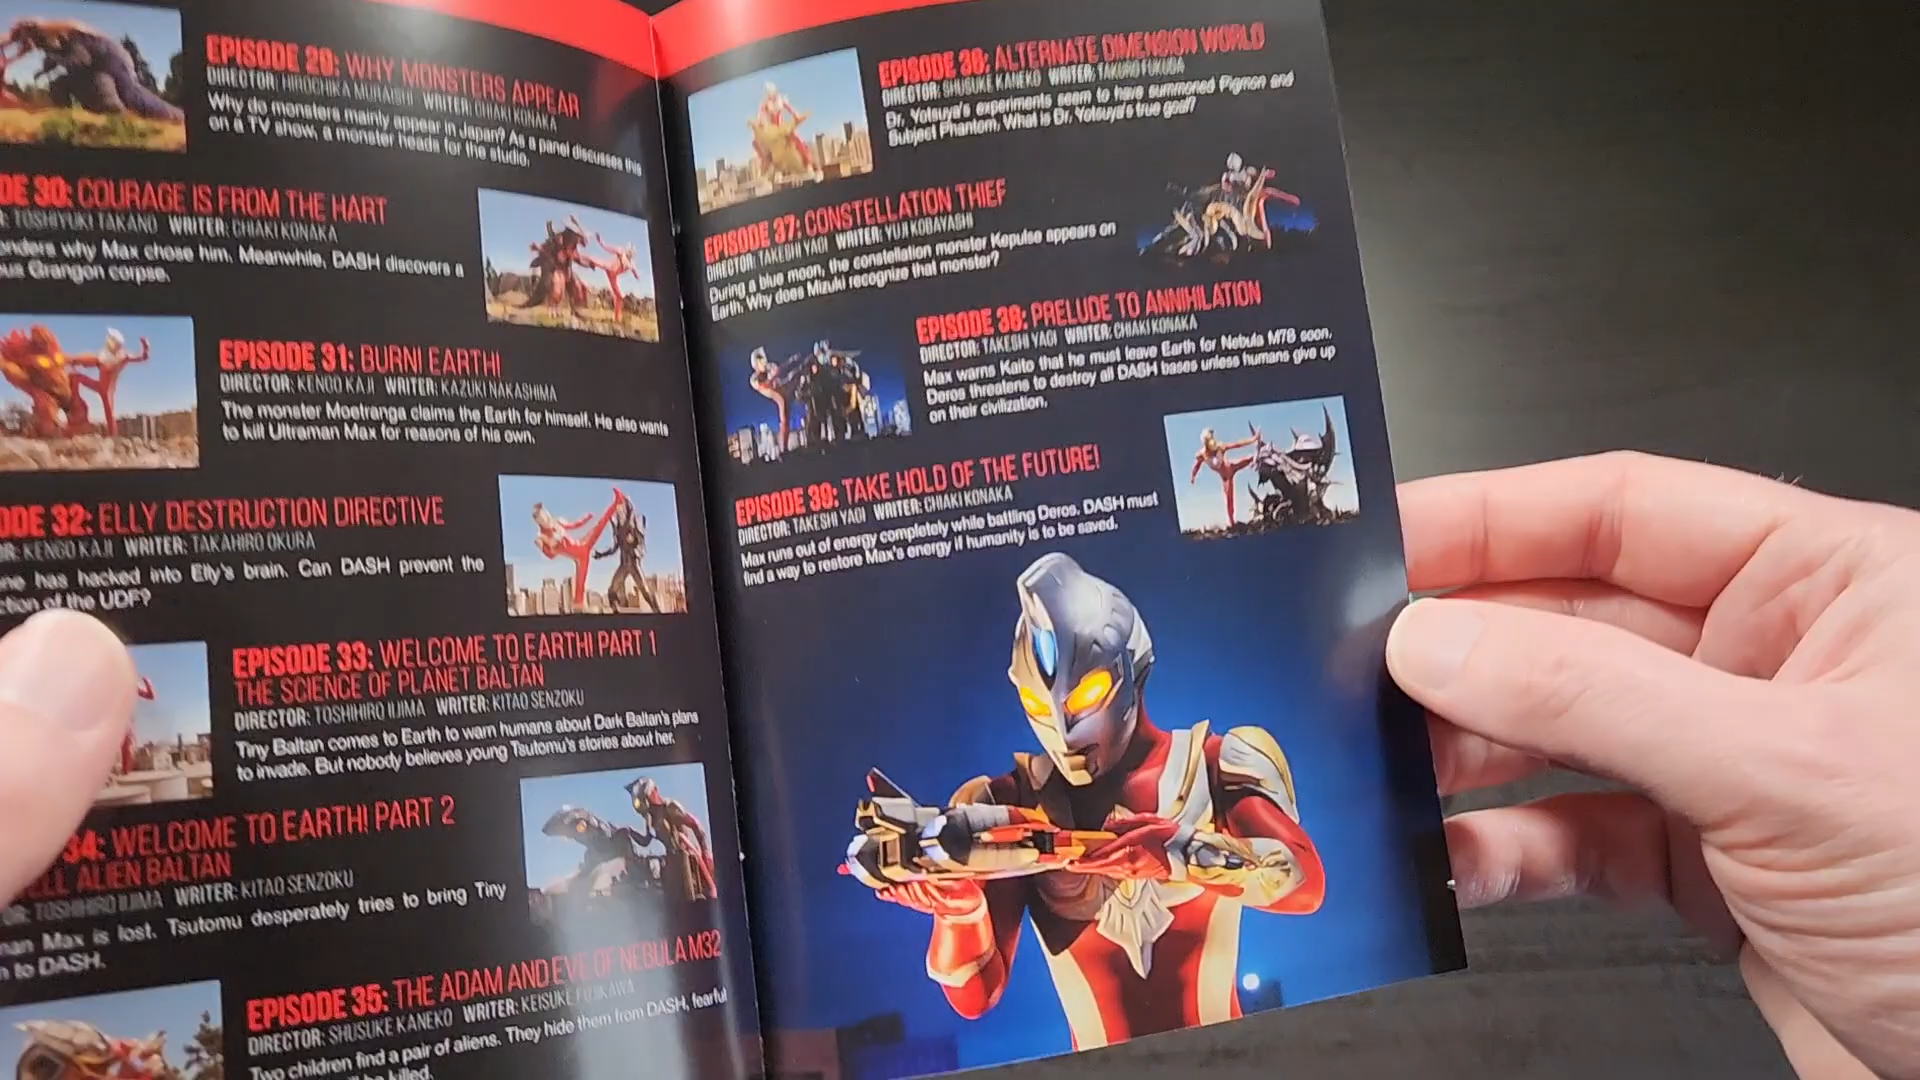 EPISODE 29: WHY MONSTERS APPEAR
DIRECTOR: HIROCHIKA MURAISHI WRITER: CHIAKI KONAKA
Why do monsters mainly appear in Japan? As a panel discusses this
on a TV show, a monster heads for the studio.
DE 30: COURAGE IS FROM THE HART
R: TOSHIYUKI TAKANO WRITER: CHIAKI KONAKA
onders why Max chose him. Meanwhile, DASH discovers a
ous Grangon corpse.
EPISODE 31: BURN! EARTH!
DIRECTOR: KENGO KAJI WRITER: KAZUKI NAKASHIMA
The monster Moetranga claims the Earth for himself. He also wants
to kill Ultraman Max for reasons of his own.
ODE 32: ELLY DESTRUCTION DIRECTIVE
OR: KENGO KAJI WRITER: TAKAHIRO OKURA
ne has hacked into Elly's brain. Can DASH prevent the
ction of the UDF?
EPISODE 33: WELCOME TO EARTH! PART 1
THE SCIENCE OF PLANET BALTAN
DIRECTOR: TOSHIHIRO IIJIMA WRITER: KITAO SENZOKU
Tiny Baltan comes to Earth to warn humans about Dark Baltan's plans
to invade. But nobody believes young Tsutomu's stories about her.
34: WELCOME TO EARTH! PART 2
ELL ALIEN BALTAN
OR: TOSHIHIRO IIJIMA WRITER: KITAO SENZOKU
man Max is lost. Tsutomu desperately tries to bring Tiny
n to DASH.
EPISODE 35: THE ADAM AND EVE OF NEBULA M32
DIRECTOR: SHUSUKE KANEKO WRITER: KEISUKE FUJIKAWA
Two children find a pair of aliens. They hide them from DASH, fearful
be killed.
EPISODE 36: ALTERNATE DIMENSION WORLD
DIRECTOR: SHUSUKE KANEKO WRITER: TAKURO FUKUDA
Dr. Yotsuya's experiments seem to have summoned Pigmon and
Subject Phantom. What is Dr. Yotsuya's true goal?
EPISODE 37: CONSTELLATION THIEF
DIRECTOR: TAKESHI YAGI WRITER: YUJI KOBAYASHI
During a blue moon, the constellation monster Kepulse appears on
Earth. Why does Mizuki recognize that monster?
EPISODE 38: PRELUDE TO ANNIHILATION
DIRECTOR: TAKESHI YAGI WRITER: CHIAKI KONAKA
Max warns Kaito that he must leave Earth for Nebula M78 soon.
Deros threatens to destroy all DASH bases unless humans give up
on their civilization.
EPISODE 39: TAKE HOLD OF THE FUTURE!
DIRECTOR: TAKESHI YAGI WRITER: CHIAKI KONAKA
Max runs out of energy completely while battling Deros. DASH must
find a way to restore Max's energy if humanity is to be saved.